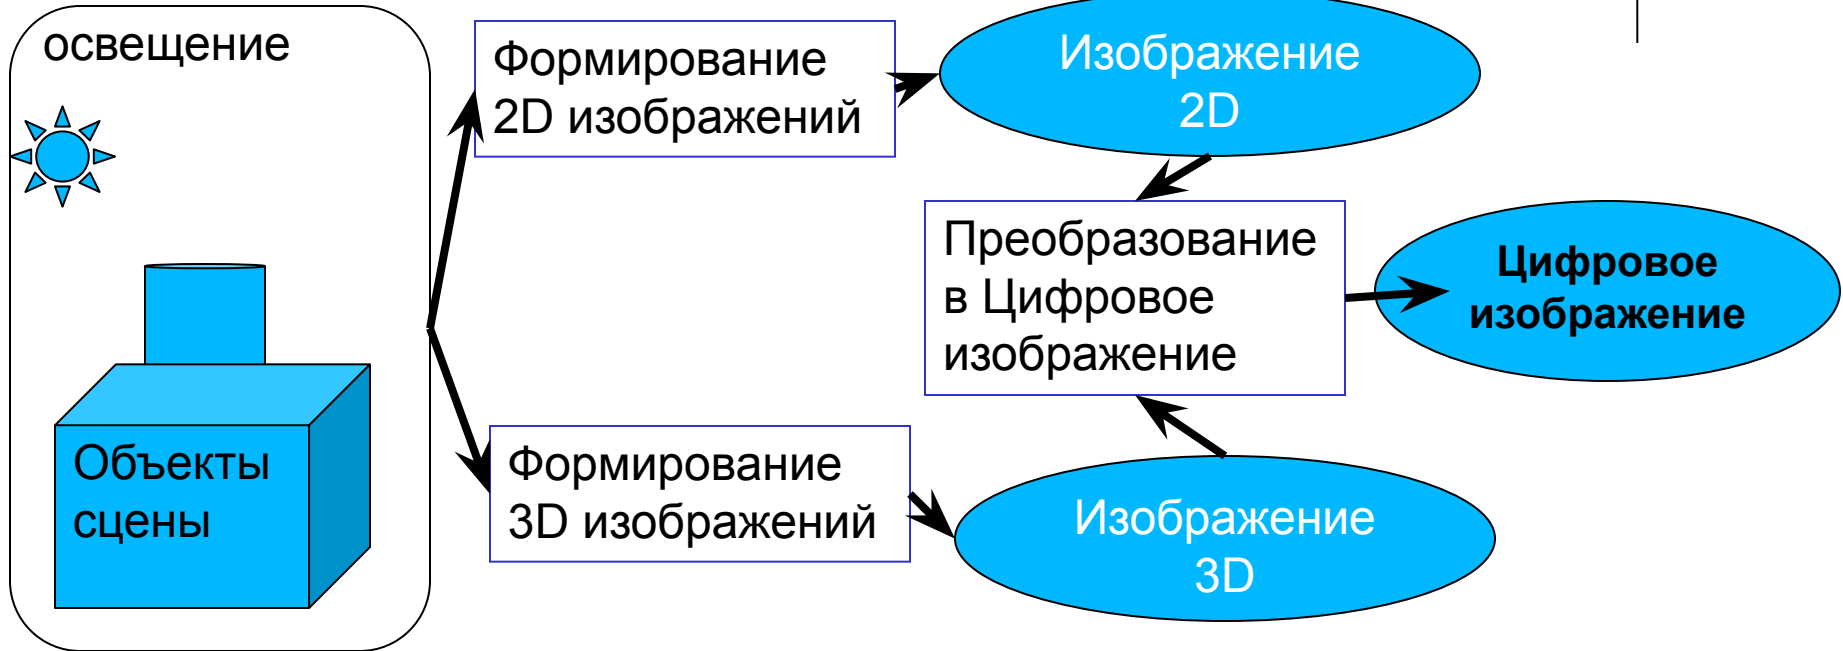 освещение
Объекты
сцены
Формирование
2D изображений
Изображение
2D
Преобразование
в Цифровое
изображение
Цифровое
изображение
Формирование
3D изображений
Изображение
3D